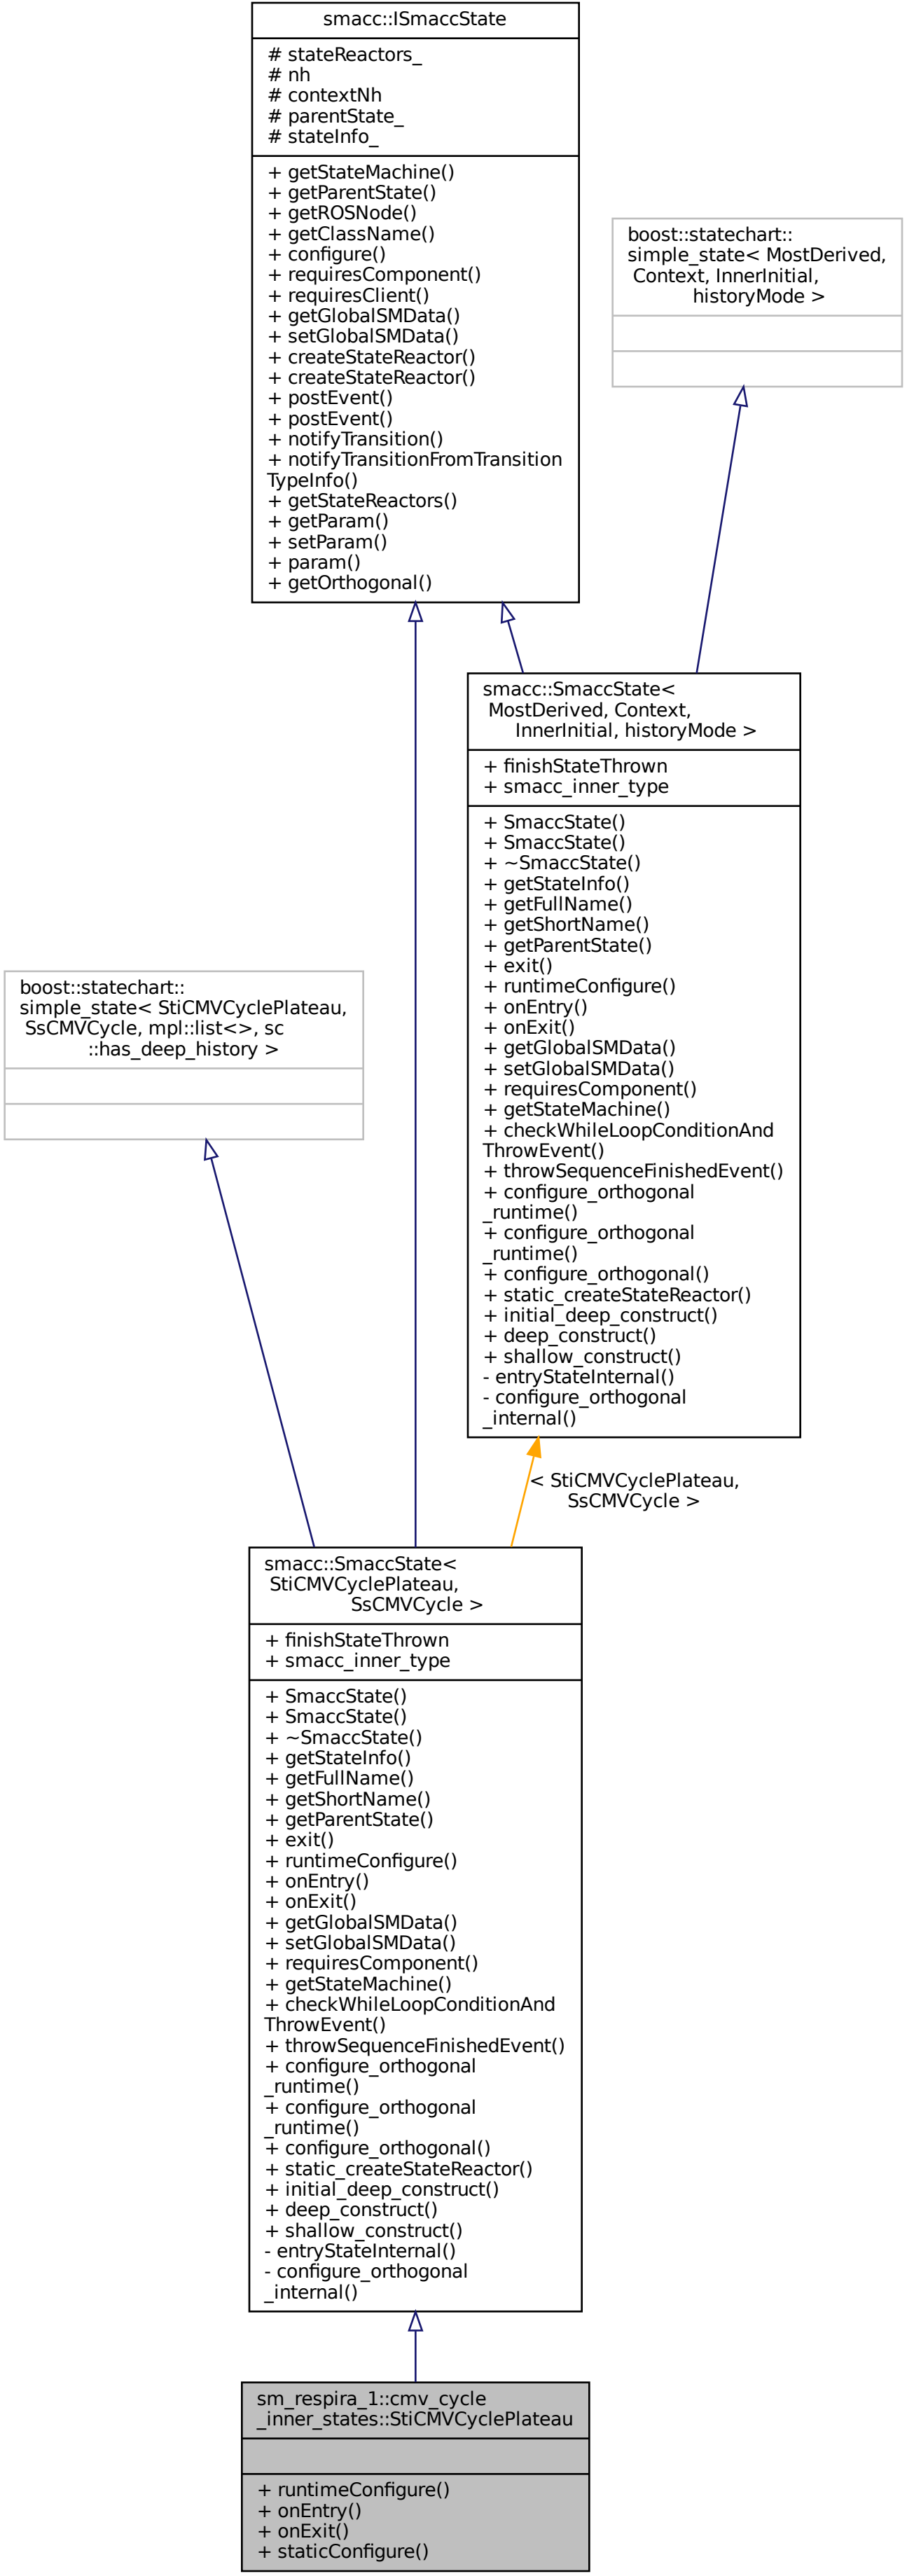 smacc::ISmaccState
# stateReactors_
# nh
# contextNh
# parentState_
# stateInfo_
+ getStateMachine()
+ getParentState()
+ getROSNode()
+ getClassName()
+ configure()
+ requiresComponent()
+ requiresClient()
+ getGlobalSMData()
+ setGlobalSMData()
+ createStateReactor()
+ createStateReactor()
+ postEvent()
+ postEvent()
+ notifyTransition()
+ notifyTransitionFromTransition
TypeInfo()
+ getStateReactors()
+ getParam()
+ setParam()
+ param()
+ getOrthogonal()
boost::statechart::
simple_state< MostDerived,
Context, InnerInitial,
historyMode >
smacc::SmaccState<
MostDerived, Context,
InnerInitial, historyMode >
+ finishStateThrown
+ smacc_inner_type
+ SmaccState()
+ SmaccState()
+ ~SmaccState()
+ getStateInfo()
+ getFullName()
+ getShortName()
+ getParentState()
+ exit()
+ runtimeConfigure()
+ onEntry()
+ onExit()
+ getGlobalSMData()
+ setGlobalSMData()
+ requiresComponent()
+ getStateMachine()
+ checkWhileLoopConditionAnd
ThrowEvent()
+ throwSequenceFinishedEvent()
+ configure_orthogonal
_runtime()
+ configure_orthogonal
_runtime()
+ configure_orthogonal()
+ static_createStateReactor()
+ initial_deep_construct()
+ deep_construct()
+ shallow_construct()
- entryStateInternal()
- configure_orthogonal
_internal()
boost::statechart::
simple_state< StiCMVCyclePlateau,
SsCMVCycle, mpl::list<>, sc
::has_deep_history >
< StiCMVCyclePlateau,
SsCMVCycle >
smacc::SmaccState<
StiCMVCyclePlateau,
SsCMVCycle >
+ finishStateThrown
+ smacc_inner_type
+ SmaccState()
+ SmaccState()
+ ~SmaccState()
+ getStateInfo()
+ getFullName()
+ getShortName()
+ getParentState()
+ exit()
+ runtimeConfigure()
+ onEntry()
+ onExit()
+ getGlobalSMData()
+ setGlobalSMData()
+ requiresComponent()
+ getStateMachine()
+ checkWhileLoopConditionAnd
ThrowEvent()
+ throwSequenceFinishedEvent()
+ configure_orthogonal
_runtime()
+ configure_orthogonal
_runtime()
+ configure_orthogonal()
+ static_createStateReactor()
+ initial_deep_construct()
+ deep_construct()
+ shallow_construct()
- entryStateInternal()
- configure_orthogonal
_internal()
sm_respira_1::cmv_cycle
_inner_states::StiCMVCyclePlateau
+ runtimeConfigure()
+ onEntry()
+ onExit()
+ staticConfigure()